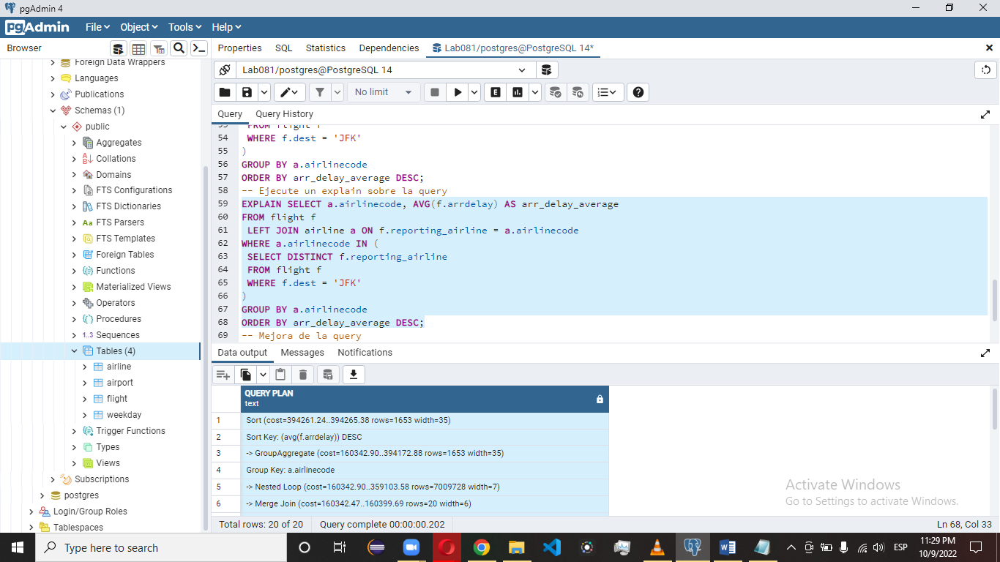 pgAdmin 4
pgAdmin
File Object Tools Help
Browser
Properties SQL Statistics Dependencies Lab081/postgres@PostgreSQL 14*
Foreign Data Wrappers
Languages
Publications
Schemas (1)
public
Aggregates
Collations
Domains
FTS Configurations
FTS Dictionaries
FTS Parsers
FTS Templates
Foreign Tables
Functions
Materialized Views
Operators
Procedures
1..3 Sequences
Tables (4)
airline
airport
flight
weekday
Trigger Functions
Types
Views
Subscriptions
postgres
Login/Group Roles
Tablespaces
Lab081/postgres@PostgreSQL 14
No limit
Query Query History
53 FROM flight f
54 WHERE f.dest = 'JFK'
55 )
56 GROUP BY a.airlinecode
57 ORDER BY arr_delay_average DESC;
58 -- Ejecute un explain sobre la query
59 EXPLAIN SELECT a.airlinecode, AVG(f.arrdelay) AS arr_delay_average
60 FROM flight f
61 LEFT JOIN airline a ON f.reporting_airline = a.airlinecode
62 WHERE a.airlinecode IN (
63 SELECT DISTINCT f.reporting_airline
64 FROM flight f
65 WHERE f.dest = 'JFK'
66 )
67 GROUP BY a.airlinecode
68 ORDER BY arr_delay_average DESC;
69 -- Mejora de la query
Data output Messages Notifications
QUERY PLAN
text
1 Sort (cost=394261.24..394265.38 rows=1653 width=35)
2 Sort Key: (avg(f.arrdelay)) DESC
3 -> GroupAggregate (cost=160342.90..394172.88 rows=1653 width=35)
4 Group Key: a.airlinecode
5 -> Nested Loop (cost=160342.90..359103.58 rows=7009728 width=7)
6 -> Merge Join (cost=160342.47..160399.69 rows=20 width=6)
Activate Windows
Go to Settings to activate Windows.
Total rows: 20 of 20 Query complete 00:00:00.202 Ln 68, Col 33
Type here to search
ESP
11:29 PM
10/9/2022